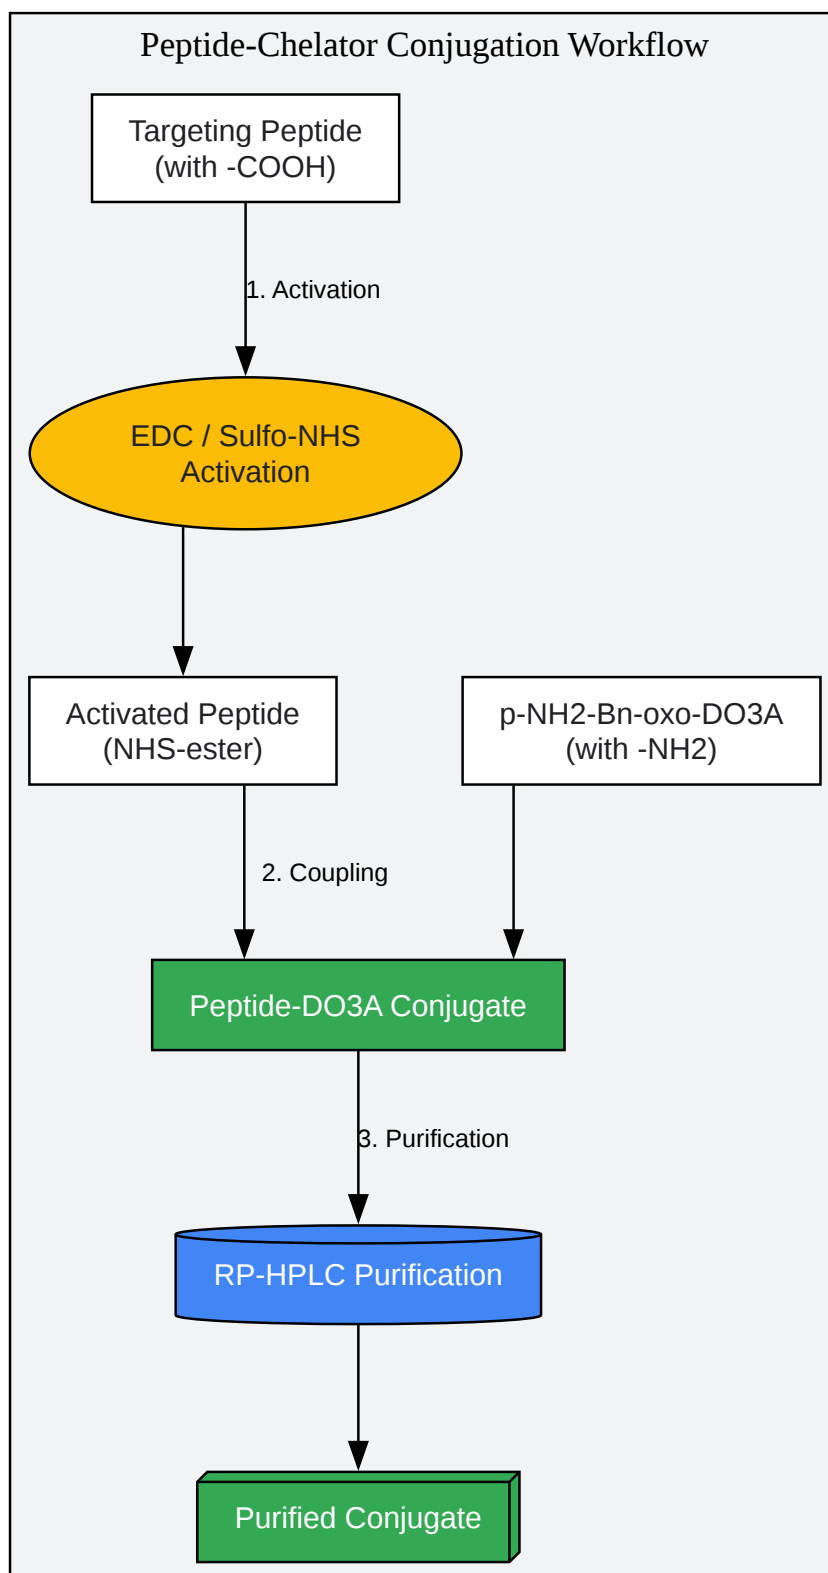 Peptide-Chelator Conjugation Workflow
Targeting Peptide
(with -COOH)
1. Activation
EDC / Sulfo-NHS
Activation
Activated Peptide
(NHS-ester)
p-NH2-Bn-oxo-DO3A
(with -NH2)
2. Coupling
Peptide-DO3A Conjugate
3. Purification
RP-HPLC Purification
Purified Conjugate